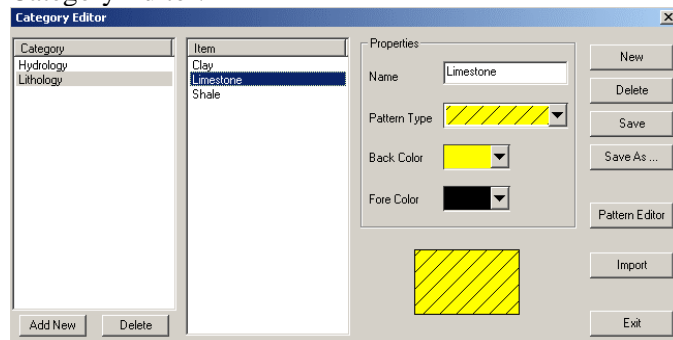 Category Editor
Category
Hydrology
Lithology
Add New
Delete
Item
Clay
Limestone
Shale
Properties
Name
Limestone
Pattern Type
Back Color
Fore Color
New
Delete
Save
Save As ...
Pattern Editor
Import
Exit